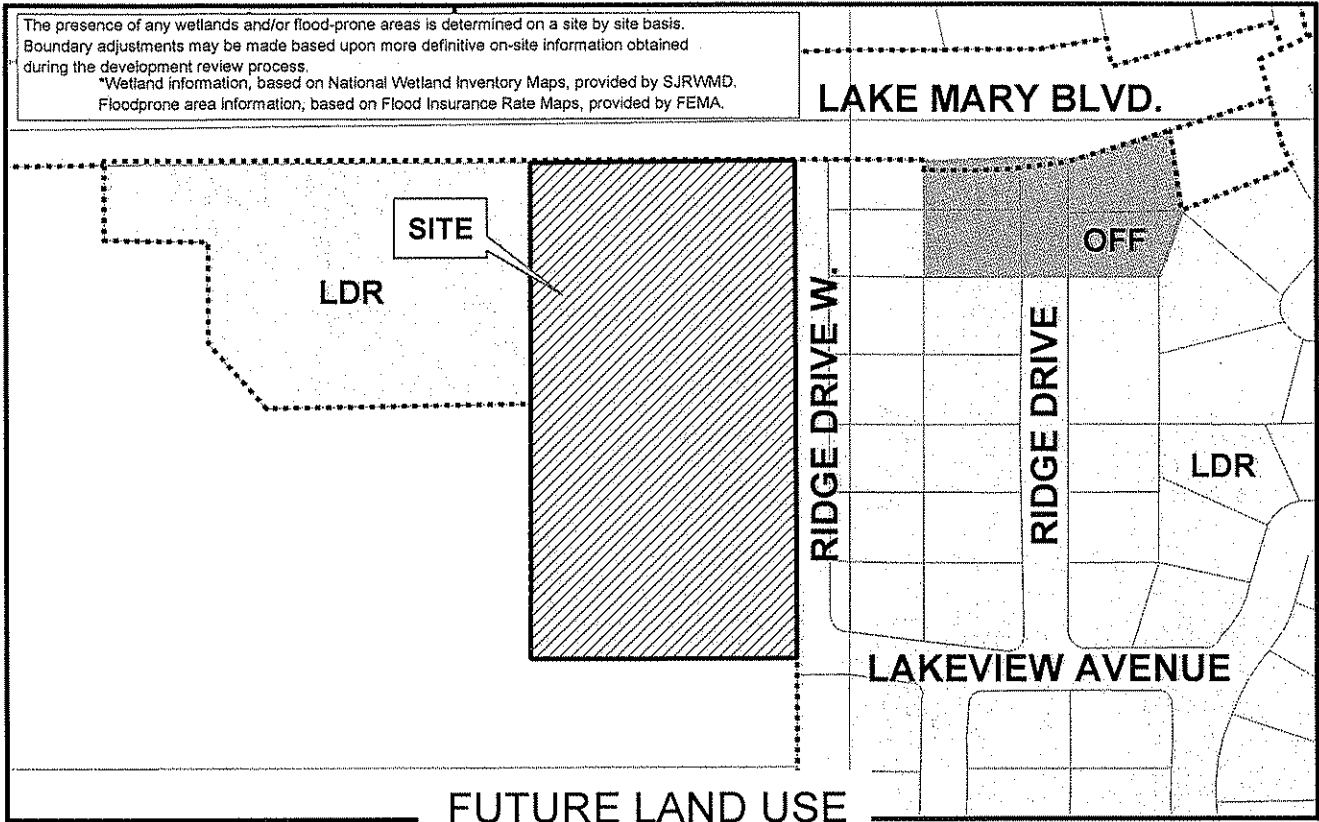 The presence of any wetlands and/or flood-prone areas is determined on a site by site basis.
Boundary adjustments may be made based upon more definitive on-site information obtained
during the development review process.
*Wetland information, based on National Wetland Inventory Maps, provided by SJRWMD.
Floodprone area information, based on Flood Insurance Rate Maps, provided by FEMA.
LAKE MARY BLVD.
SITE
LDR
OFF
RIDGE DRIVE W.
RIDGE DRIVE
LDR
LAKEVIEW AVENUE
FUTURE LAND USE